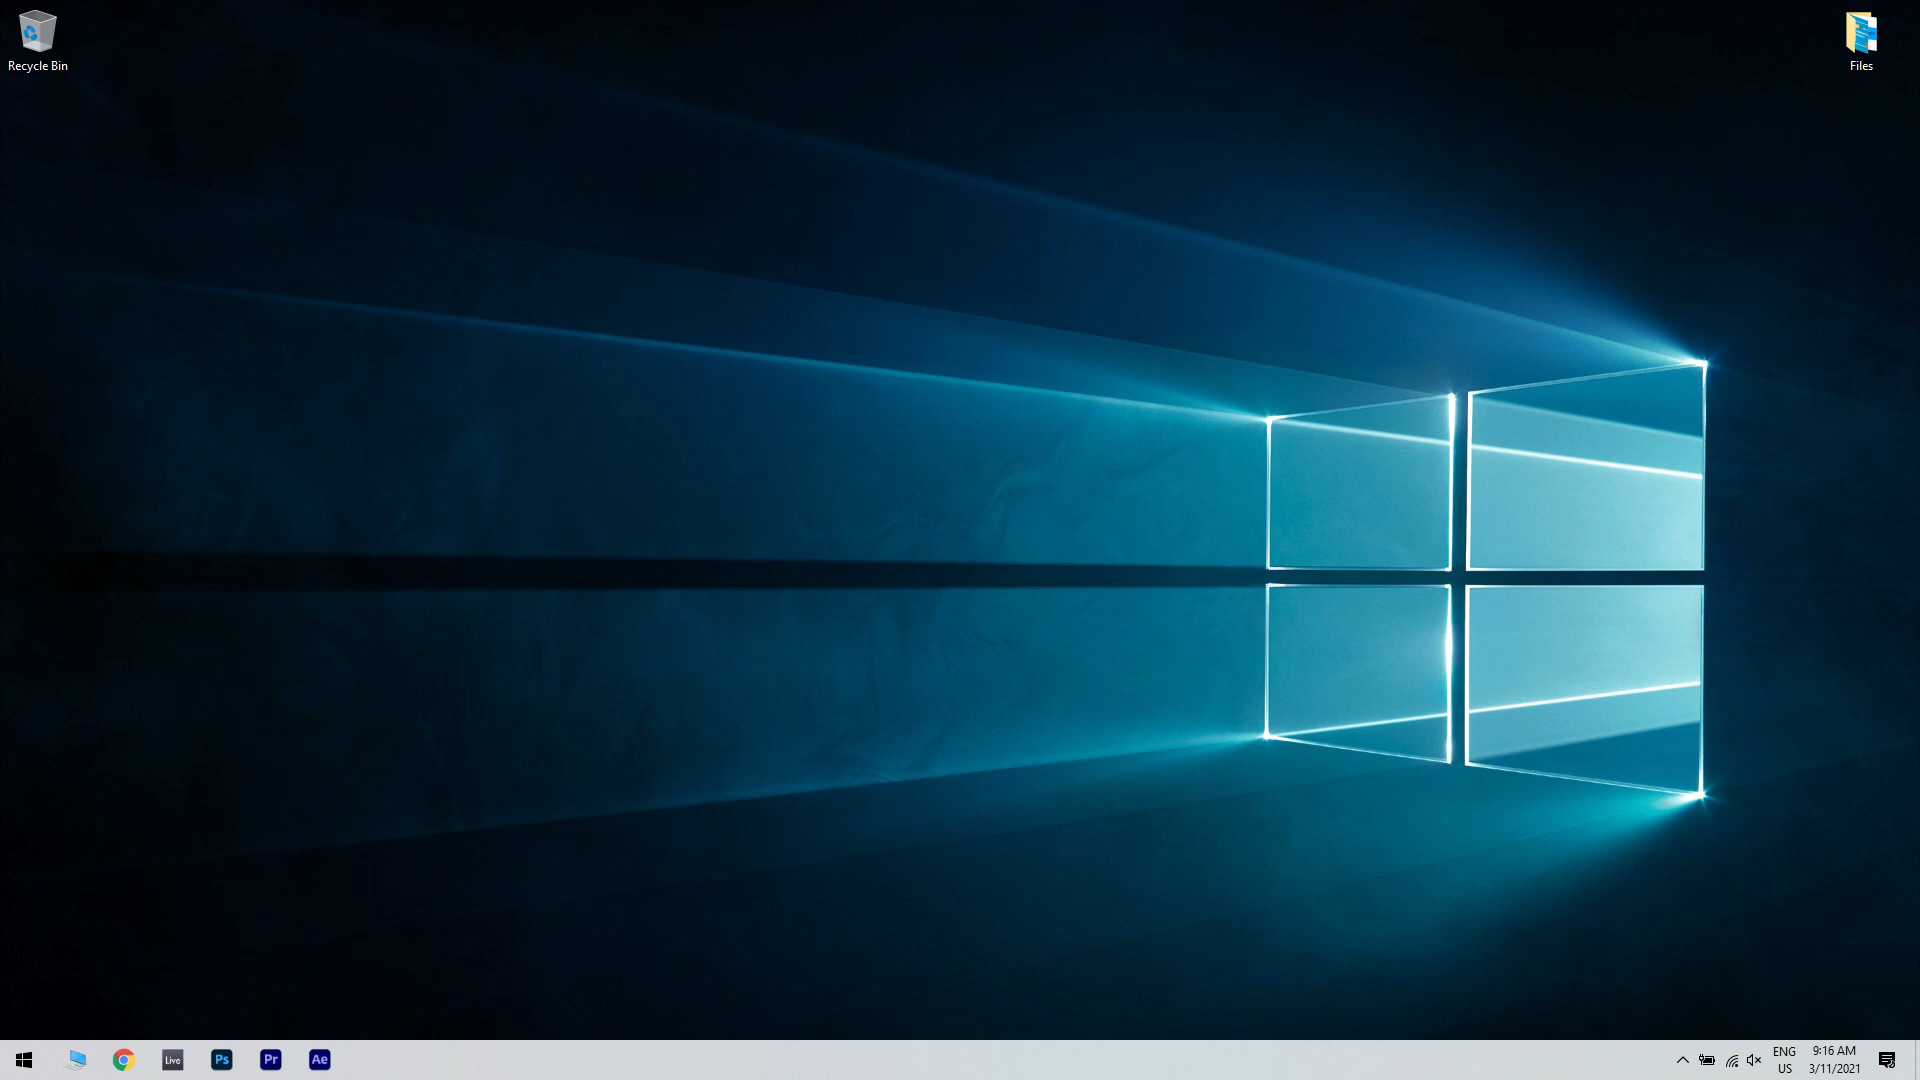 Recycle Bin
Files
Live
Ps
Pr
Ae
ENG
US
9:16 AM
3/11/2021